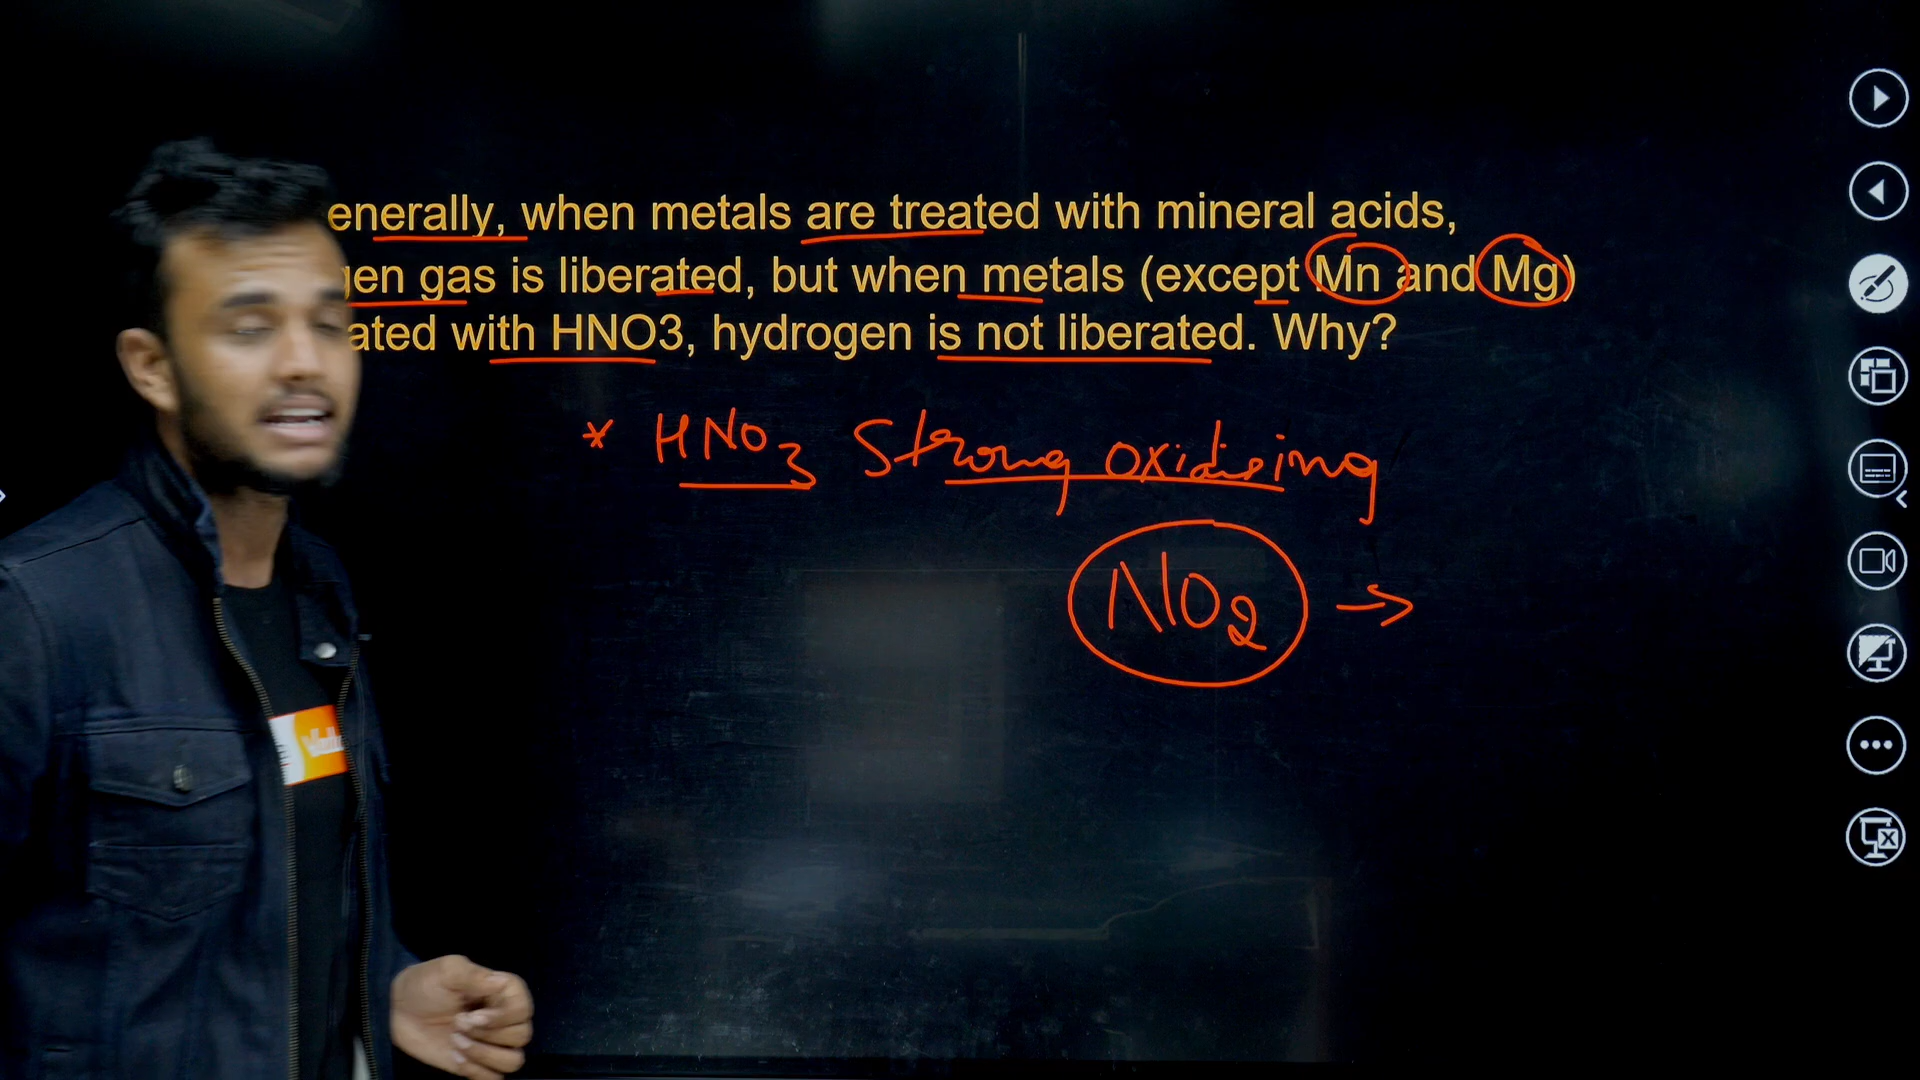 enerally, when metals are treated with mineral acids,
gen gas is liberated, but when metals (except Mn and Mg)
ated with HNO3, hydrogen is not liberated. Why?
* HNO3 Strong oxidising
NO2 →